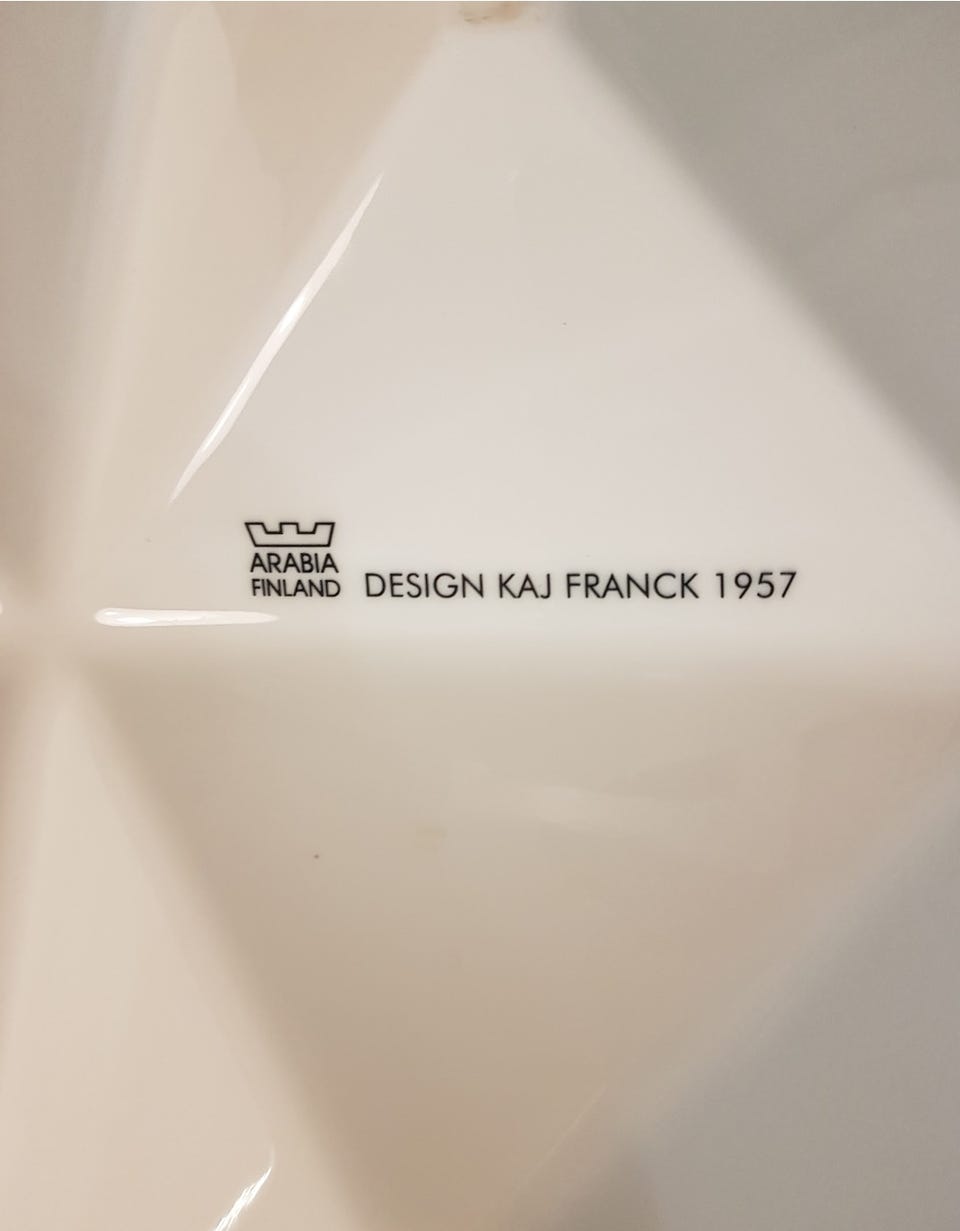 ARABIA
FINLAND
DESIGN KAJ FRANCK 1957